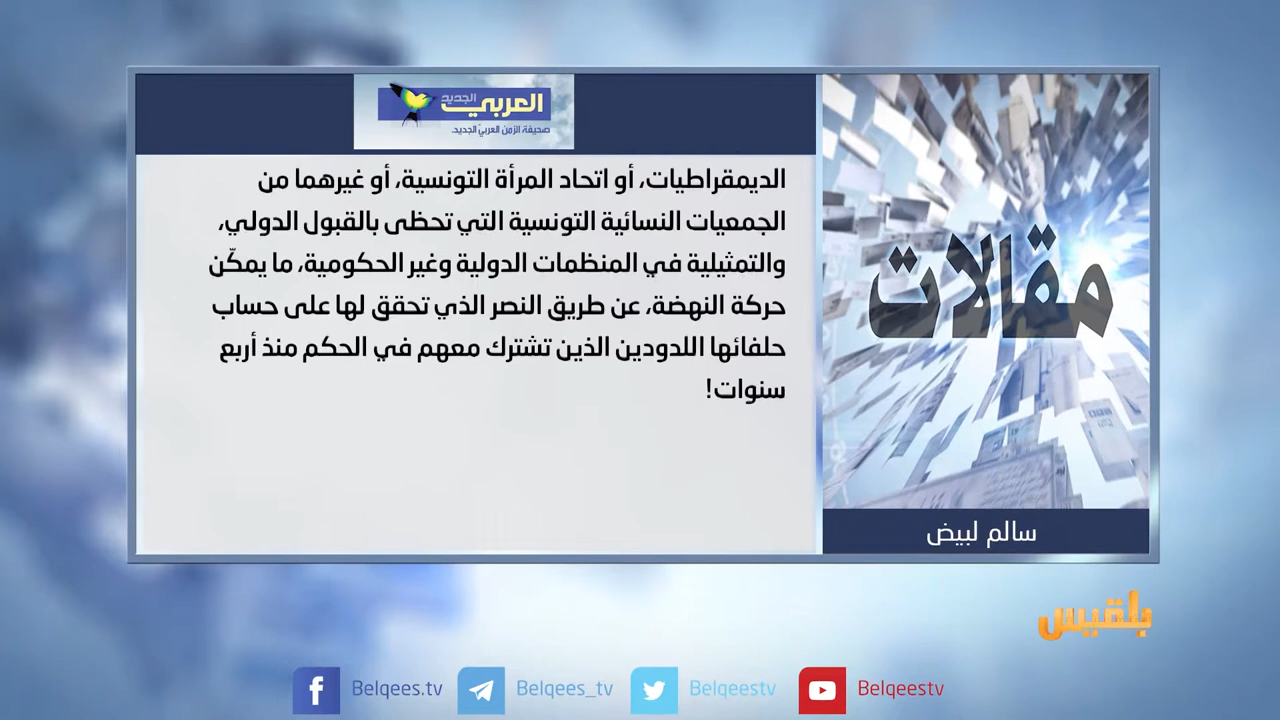 العربي الجديد
صحيفة الزمن العربيّ الجديد.
الديمقراطيات، أو اتحاد المرأة التونسية، أو غيرهما من
الجمعيات النسائية التونسية التي تحظى بالقبول الدولي،
والتمثيلية في المنظمات الدولية وغير الحكومية، ما يمكّن
حركة النهضة، عن طريق النصر الذي تحقق لها على حساب
حلفائها اللدودين الذين تشترك معهم في الحكم منذ أربع
سنوات!
مقالات
سالم لبيض
بلقيس
Belqees.tv
Belqees_tv
Belqeestv
Belqeestv